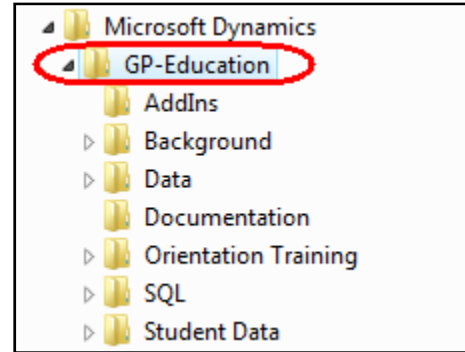 Microsoft Dynamics
GP-Education
AddIns
Background
Data
Documentation
Orientation Training
SQL
Student Data